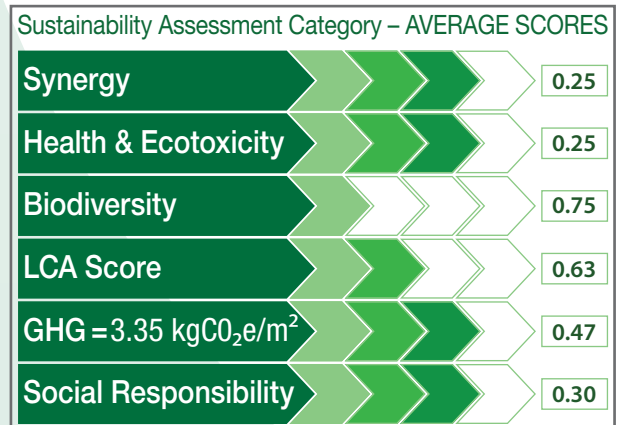 Sustainability Assessment Category – AVERAGE SCORES
Synergy 0.25
Health & Ecotoxicity 0.25
Biodiversity 0.75
LCA Score 0.63
GHG = 3.35 kgC0₂e/m² 0.47
Social Responsibility 0.30